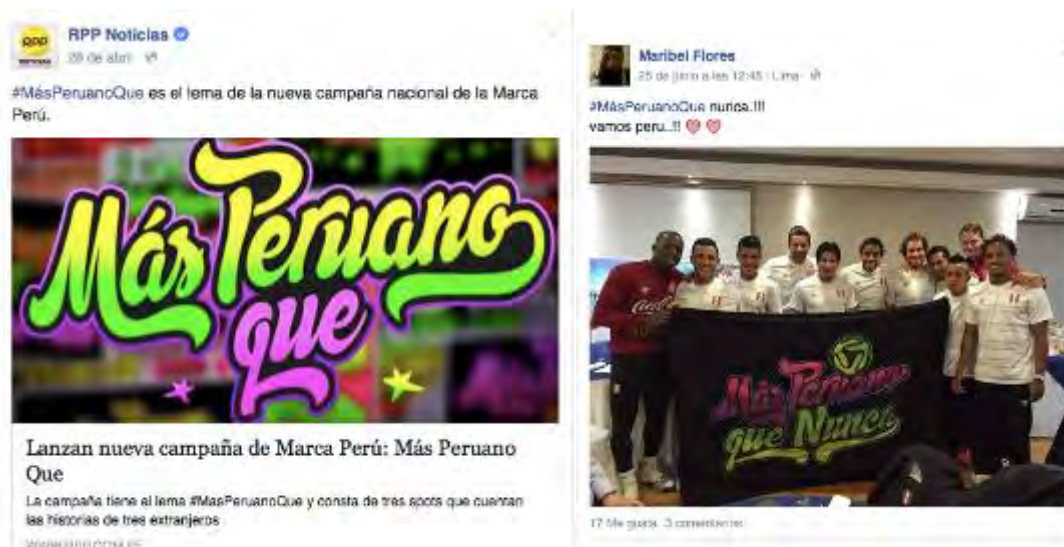 RPP Noticias
28 de abril
#MásPeruanoQue es el lema de la nueva campaña nacional de la Marca
Perú.
Más Peruano
que
Lanzan nueva campaña de Marca Perú: Más Peruano
Que
La campaña tiene el lema #MasPeruanoQue y consta de tres spots que cuentan
las historias de tres extranjeros
Maribel Flores
25 de junio a las 12:45 · Lima
#MásPeruanoQue nunca.!!!
vamos peru..!!
Más Peruano
que Nunca
17 Me gusta 3 comentarios